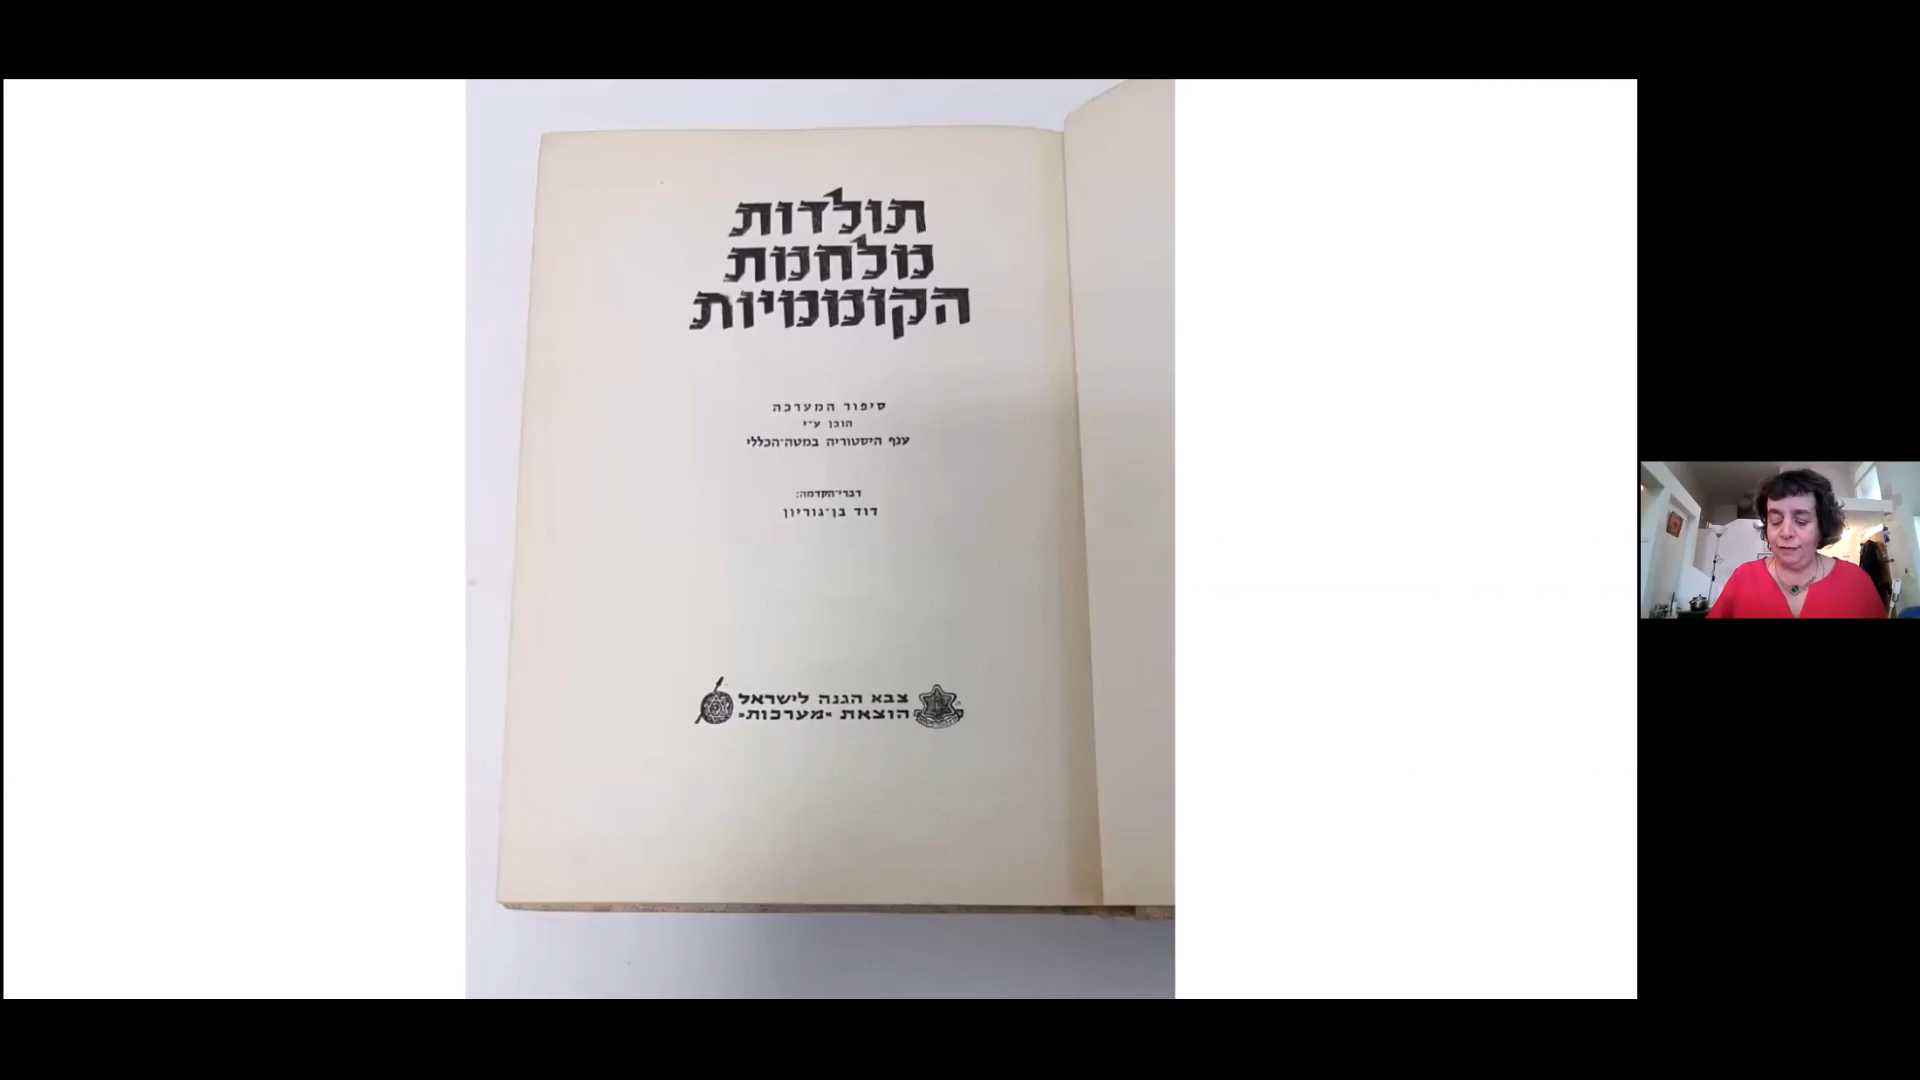 תולדות
מלחמת
הקוממיות
סיפור המערכה
הוכן ע״י
ענף היסטוריה במטה־הכללי
דברי־הקדמה:
דוד בן־גוריון
צבא הגנה לישראל
הוצאת ״מערכות״